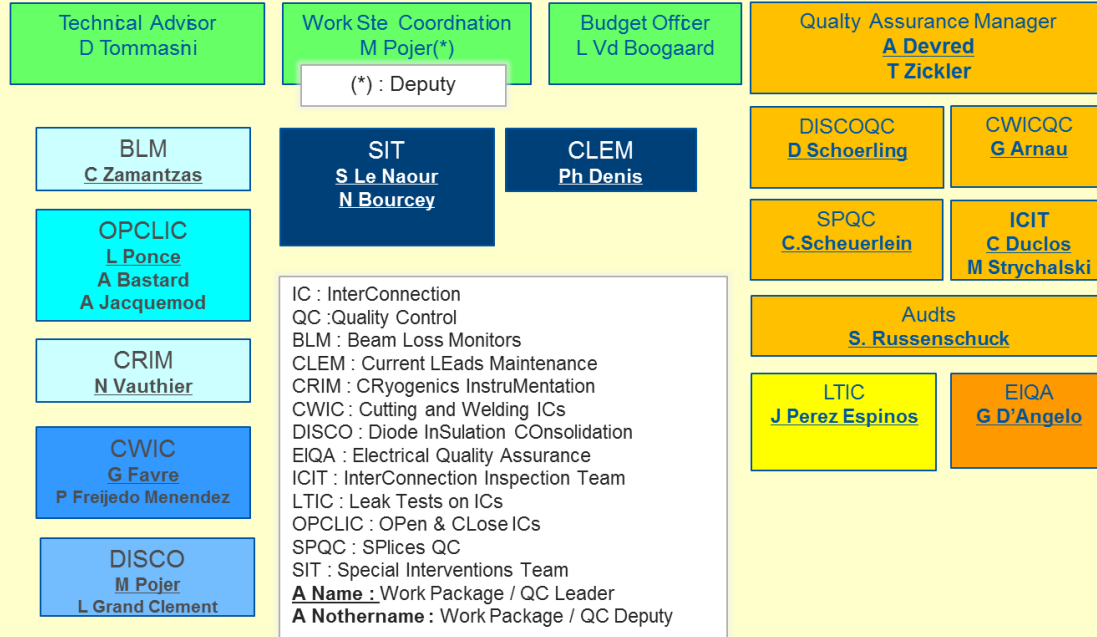 Technical Advisor
D Tommasini
Work Ste Coordination
M Pojer(*)
(*) : Deputy
Budget Officer
L Vd Boogaard
Qualty Assurance Manager
A Devred
T Zickler
BLM
C Zamantzas
OPCLIC
L Ponce
A Bastard
A Jacquemod
CRIM
N Vauthier
CWIC
G Favre
P Freijedo Menendez
DISCO
M Pojer
L Grand Clement
SIT
S Le Naour
N Bourcey
CLEM
Ph Denis
DISCOQC
D Schoerling
CWICQC
G Arnau
SPQC
C.Scheuerlein
ICIT
C Duclos
M Strychalski
Audts
S. Russenschuck
LTIC
J Perez Espinos
EIQA
G D'Angelo
IC : InterConnection
QC :Quality Control
BLM : Beam Loss Monitors
CLEM : Current LEads Maintenance
CRIM : CRyogenics InstruMentation
CWIC : Cutting and Welding ICs
DISCO : Diode InSulation COnsolidation
EIQA : Electrical Quality Assurance
ICIT : InterConnection Inspection Team
LTIC : Leak Tests on ICs
OPCLIC : OPen & CLose ICs
SPQC : SPlices QC
SIT : Special Interventions Team
A Name : Work Package / QC Leader
A Nothername : Work Package / QC Deputy